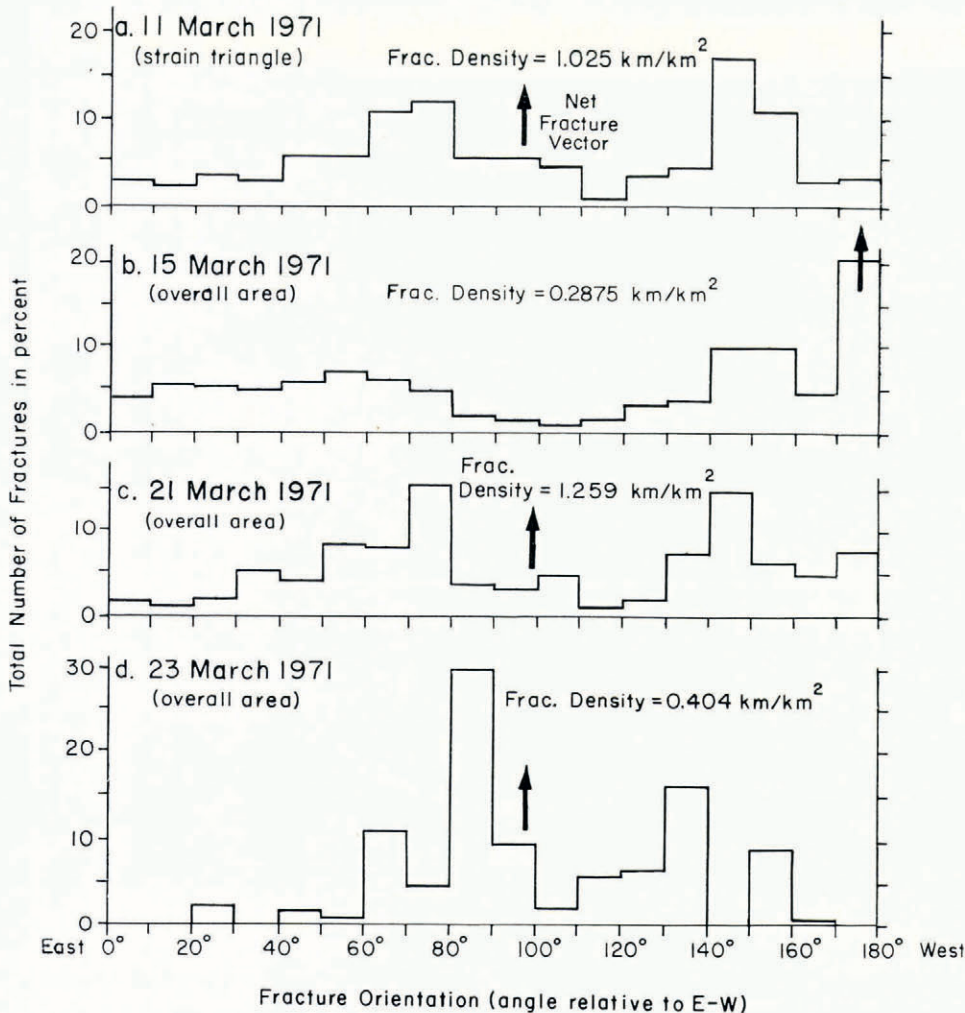 Total Number of Fractures in percent
a. 11 March 1971
(strain triangle)
Frac. Density = 1.025 km/km²
Net
Fracture
Vector
20
10
0
b. 15 March 1971
(overall area)
Frac. Density = 0.2875 km/km²
20
10
0
c. 21 March 1971
(overall area)
Frac.
Density = 1.259 km/km²
10
0
d. 23 March 1971
(overall area)
Frac. Density = 0.404 km/km²
30
20
10
0
East 0° 20° 40° 60° 80° 100° 120° 140° 160° 180° West
Fracture Orientation (angle relative to E-W)